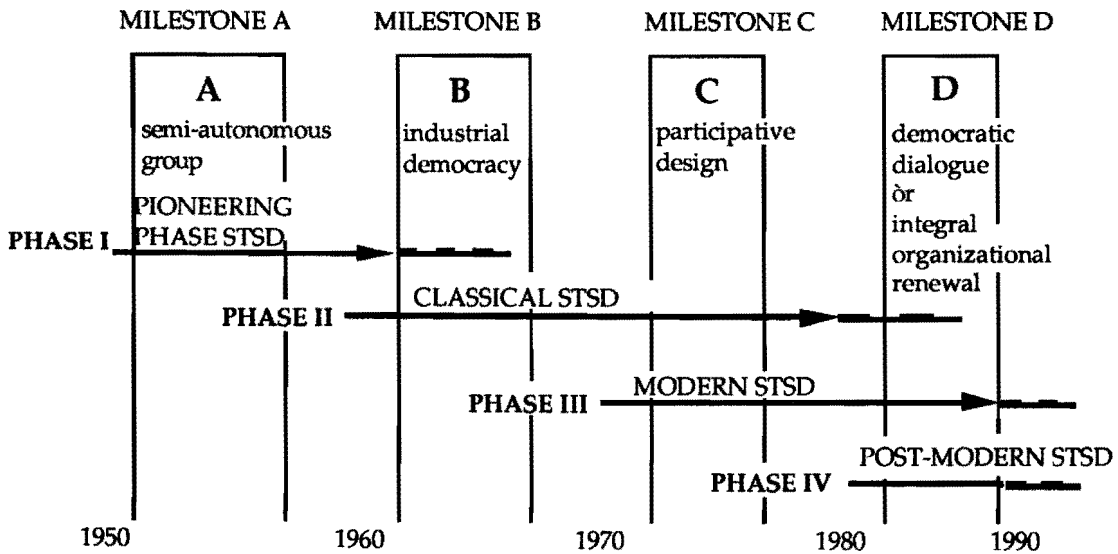 MILESTONE A
MILESTONE B
MILESTONE C
MILESTONE D
A
semi-autonomous
group
B
industrial
democracy
C
participative
design
D
democratic
dialogue
òr
integral
organizational
renewal
PIONEERING
PHASE I
PHASE STSD
PHASE II
CLASSICAL STSD
PHASE III
MODERN STSD
PHASE IV
POST-MODERN STSD
1950
1960
1970
1980
1990